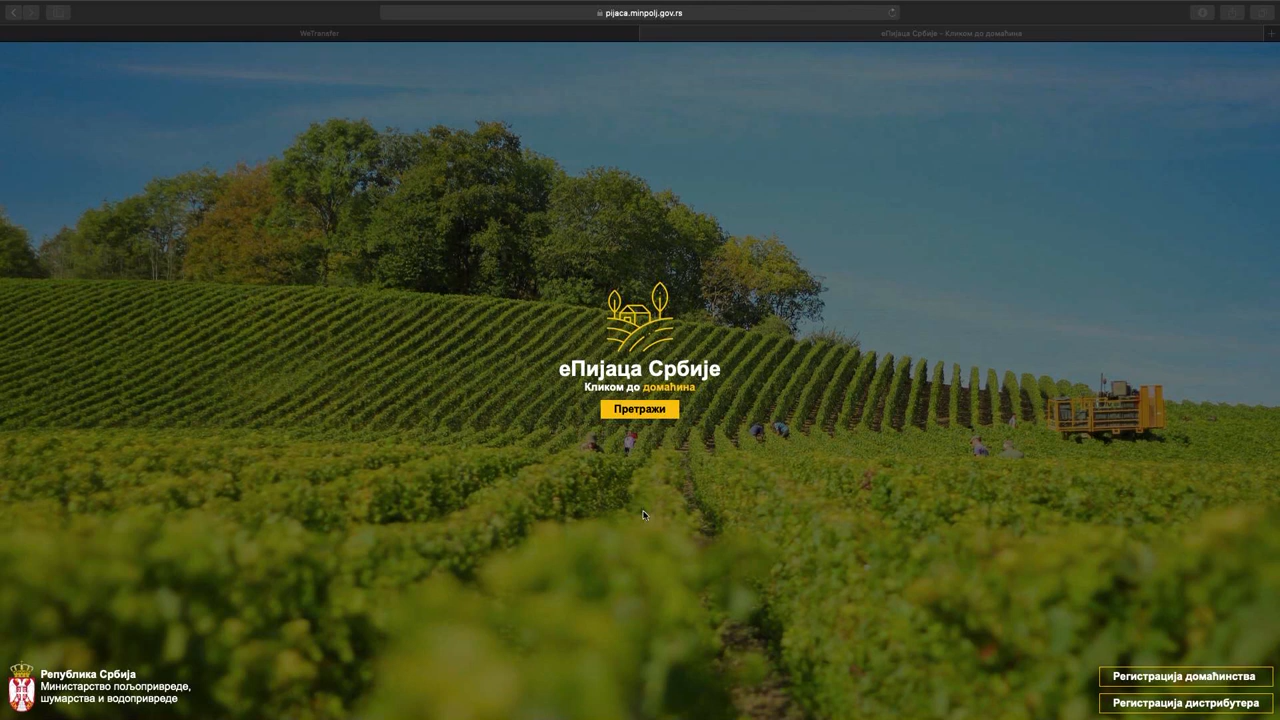 pijaca.minpolj.gov.rs
WeTransfer
еПијаца Србије – Кликом до домаћина
еПијаца Србије
Кликом до домаћина
Претражи
Република Србија
Министарство пољопривреде,
шумарства и водопривреде
Регистрација домаћинства
Регистрација дистрибутера